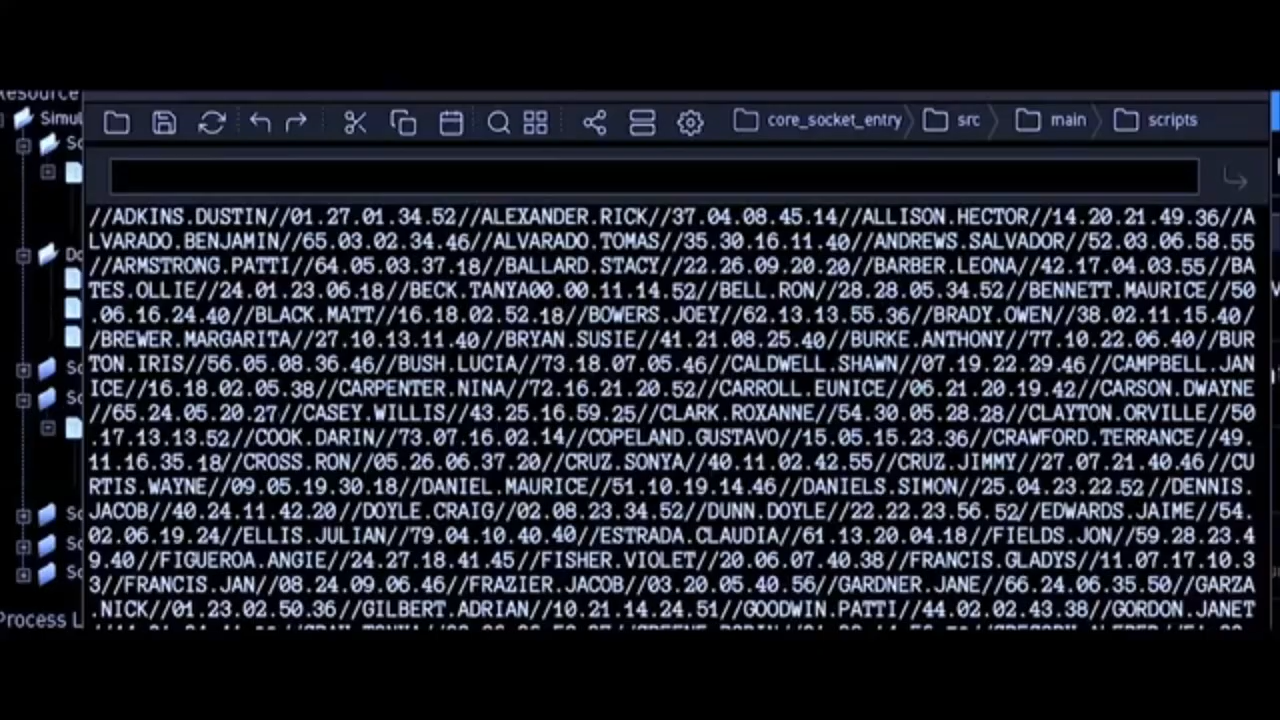 Resource
Simul
core_socket_entry
src
main
scripts
//ADKINS.DUSTIN//01.27.01.34.52//ALEXANDER.RICK//37.04.08.45.14//ALLISON.HECTOR//14.20.21.49.36//A
LVARADO.BENJAMIN//65.03.02.34.46//ALVARADO.TOMAS//35.30.16.11.40//ANDREWS.SALVADOR//52.03.06.58.55
//ARMSTRONG.PATTI//64.05.03.37.18//BALLARD.STACY//22.26.09.20.20//BARBER.LEONA//42.17.04.03.55//BA
TES.OLLIE//24.01.23.06.18//BECK.TANYA00.00.11.14.52//BELL.RON//28.28.05.34.52//BENNETT.MAURICE//50
.06.16.24.40//BLACK.MATT//16.18.02.52.18//BOWERS.JOEY//62.13.13.55.36//BRADY.OWEN//38.02.11.15.40/
/BREWER.MARGARITA//27.10.13.11.40//BRYAN.SUSIE//41.21.08.25.40//BURKE.ANTHONY//77.10.22.06.40//BUR
TON.IRIS//56.05.08.36.46//BUSH.LUCIA//73.18.07.05.46//CALDWELL.SHAWN//07.19.22.29.46//CAMPBELL.JAN
ICE//16.18.02.05.38//CARPENTER.NINA//72.16.21.20.52//CARROLL.EUNICE//06.21.20.19.42//CARSON.DWAYNE
//65.24.05.20.27//CASEY.WILLIS//43.25.16.59.25//CLARK.ROXANNE//54.30.05.28.28//CLAYTON.ORVILLE//50
.17.13.13.52//COOK.DARIN//73.07.16.02.14//COPELAND.GUSTAVO//15.05.15.23.36//CRAWFORD.TERRANCE//49.
11.16.35.18//CROSS.RON//05.26.06.37.20//CRUZ.SONYA//40.11.02.42.55//CRUZ.JIMMY//27.07.21.40.46//CU
RTIS.WAYNE//09.05.19.30.18//DANIEL.MAURICE//51.10.19.14.46//DANIELS.SIMON//25.04.23.22.52//DENNIS.
JACOB//40.24.11.42.20//DOYLE.CRAIG//02.08.23.34.52//DUNN.DOYLE//22.22.23.56.52//EDWARDS.JAIME//54.
02.06.19.24//ELLIS.JULIAN//79.04.10.40.40//ESTRADA.CLAUDIA//61.13.20.04.18//FIELDS.JON//59.28.23.4
9.40//FIGUEROA.ANGIE//24.27.18.41.45//FISHER.VIOLET//20.06.07.40.38//FRANCIS.GLADYS//11.07.17.10.3
3//FRANCIS.JAN//08.24.09.06.46//FRAZIER.JACOB//03.20.05.40.56//GARDNER.JANE//66.24.06.35.50//GARZA
.NICK//01.23.02.50.36//GILBERT.ADRIAN//10.21.14.24.51//GOODWIN.PATTI//44.02.02.43.38//GORDON.JANET
Process L